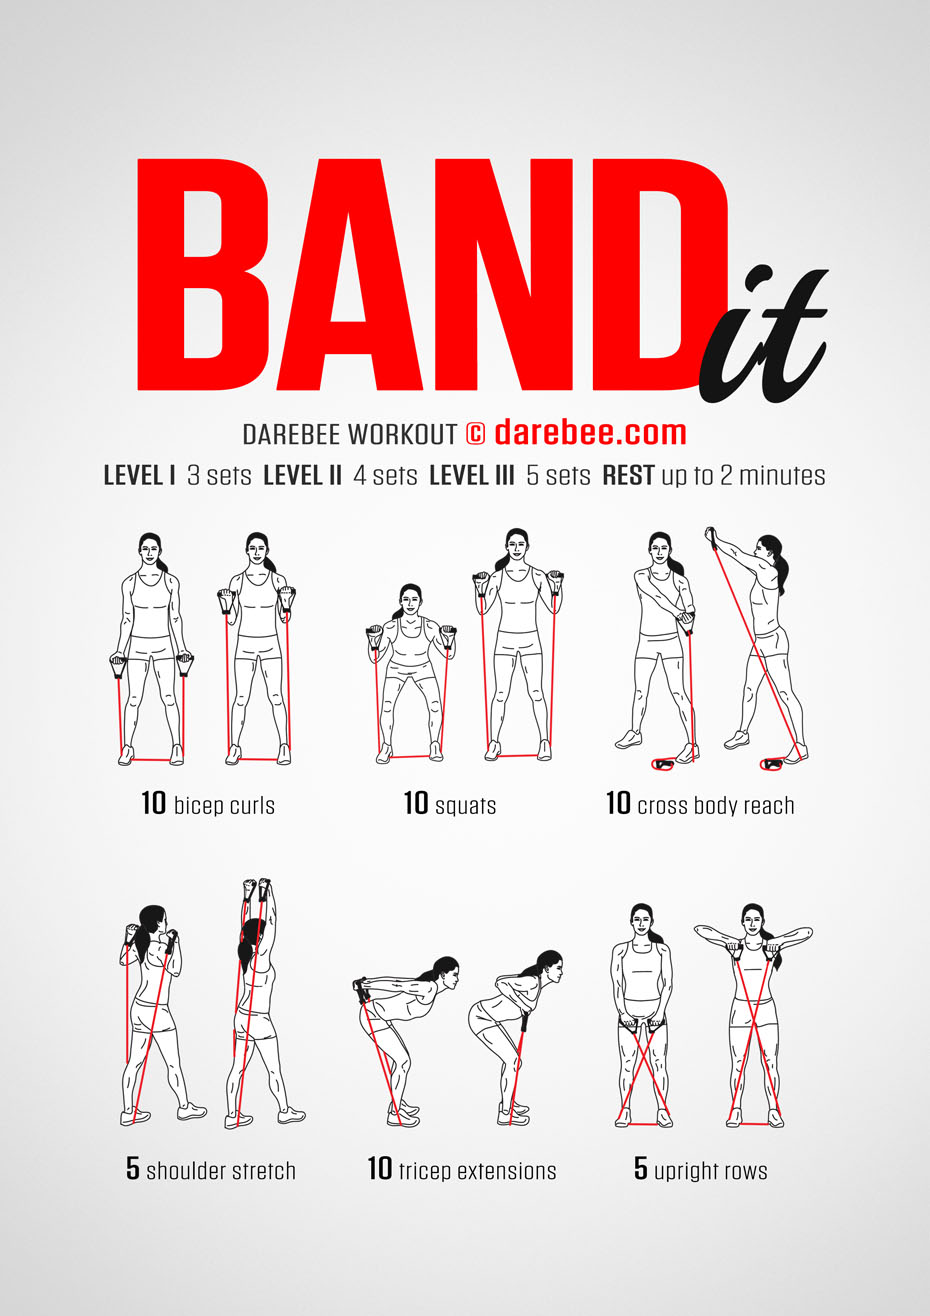 BANDit
DAREBEE WORKOUT © darebee.com
LEVEL I 3 sets LEVEL II 4 sets LEVEL III 5 sets REST up to 2 minutes
10 bicep curls
10 squats
10 cross body reach
5 shoulder stretch
10 tricep extensions
5 upright rows